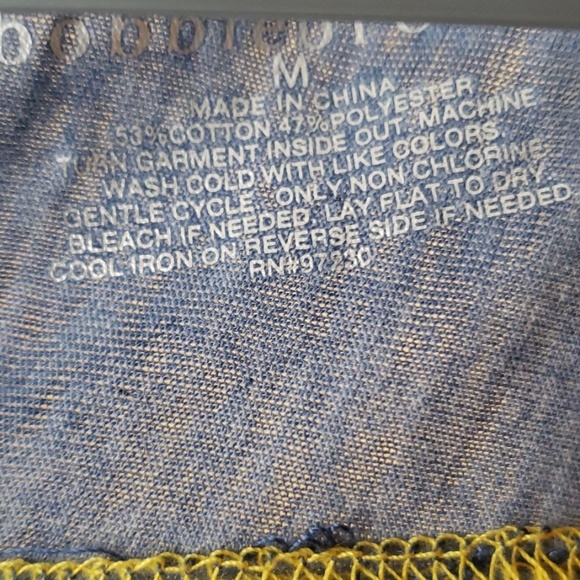 M
MADE IN CHINA
53% COTTON 47% POLYESTER
TURN GARMENT INSIDE OUT. MACHINE
WASH COLD WITH LIKE COLORS.
GENTLE CYCLE. ONLY NON CHLORINE
BLEACH IF NEEDED. LAY FLAT TO DRY
COOL IRON ON REVERSE SIDE IF NEEDED.